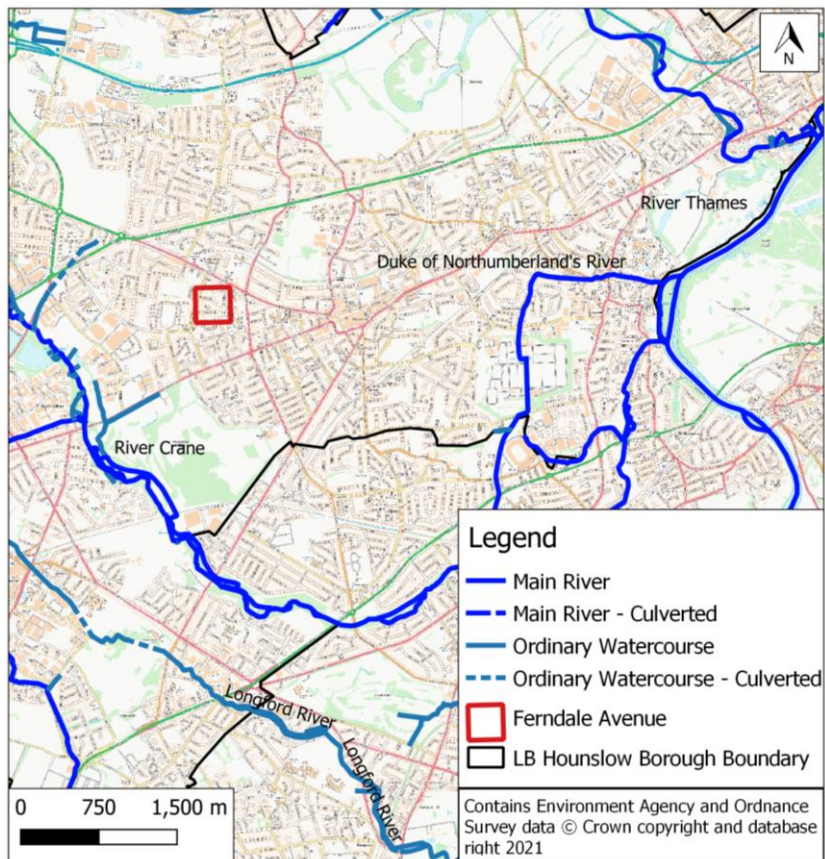 N
River Thames
Duke of Northumberland's River
River Crane
Longford River
Longford River
Legend
Main River
Main River - Culverted
Ordinary Watercourse
Ordinary Watercourse - Culverted
Ferndale Avenue
LB Hounslow Borough Boundary
0 750 1,500 m
Contains Environment Agency and Ordnance
Survey data © Crown copyright and database
right 2021